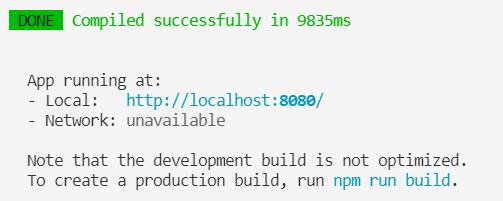 DONE Compiled successfully in 9835ms
App running at:
- Local: http://localhost:8080/
- Network: unavailable
Note that the development build is not optimized.
To create a production build, run npm run build.